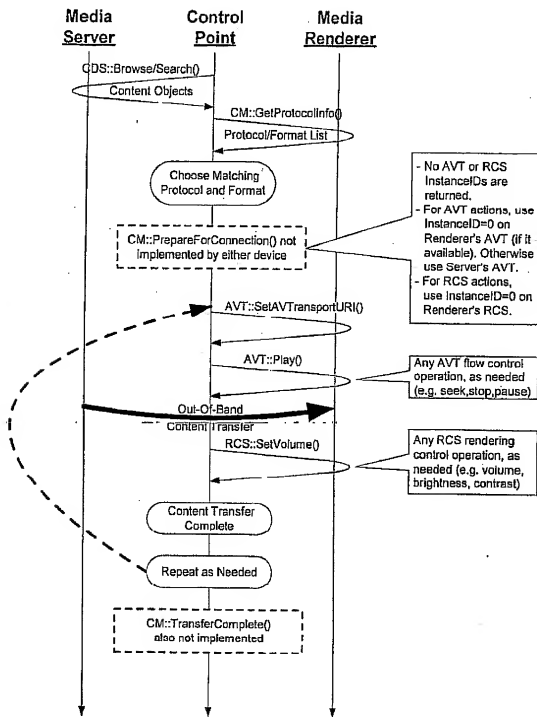 Media Server
Control Point
Media Renderer
CDS::Browse/Search()
Content Objects
CM::GetProtocolInfo()
Protocol/Format List
Choose Matching
Protocol and Format
- No AVT or RCS
InstanceIDs are
returned.
- For AVT actions, use
InstanceID=0 on
Renderer's AVT (if it
available). Otherwise
use Server's AVT.
- For RCS actions,
use InstanceID=0 on
Renderer's RCS.
CM::PrepareForConnection() not
implemented by either device
AVT::SetAVTransportURI()
AVT::Play()
Any AVT flow control
operation, as needed
(e.g. seek,stop,pause)
Out-Of-Band
Content Transfer
RCS::SetVolume()
Any RCS rendering
control operation, as
needed (e.g. volume,
brightness, contrast)
Content Transfer
Complete
Repeat as Needed
CM::TransferComplete()
also not implemented